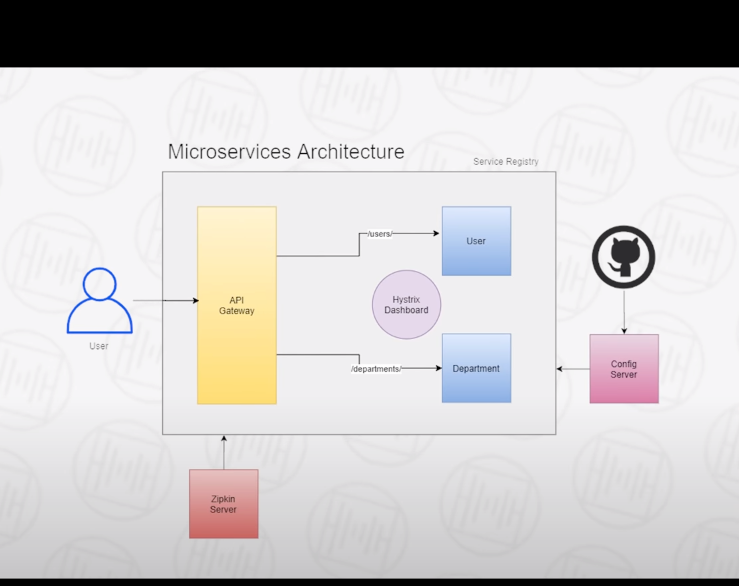 Microservices Architecture
Service Registry
/users/
User
API
Gateway
Hystrix
Dashboard
User
/departments/
Department
Config
Server
Zipkin
Server